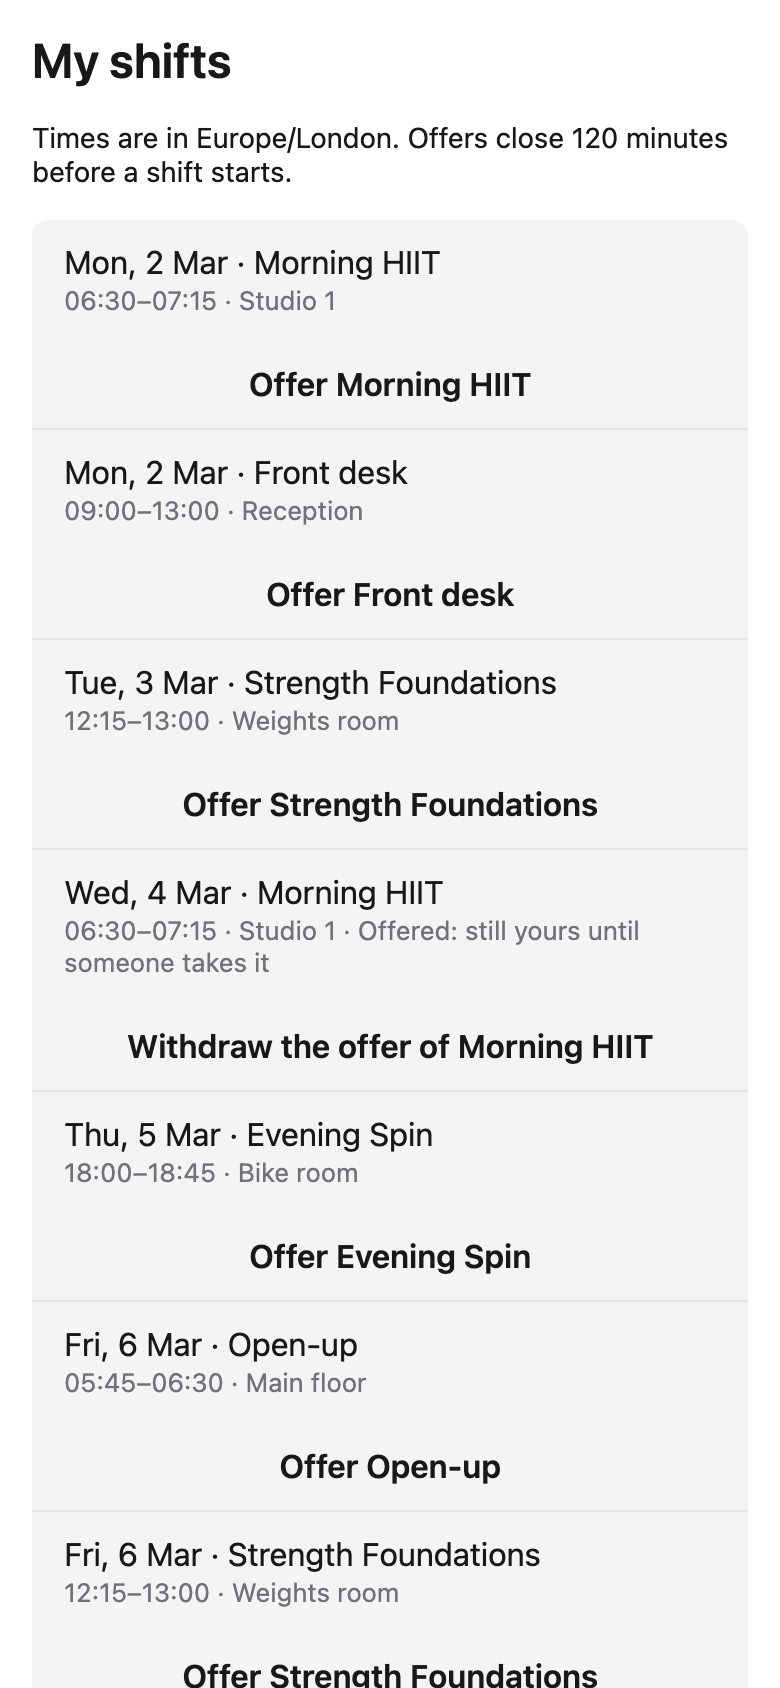 My shifts
Times are in Europe/London. Offers close 120 minutes
before a shift starts.
Mon, 2 Mar · Morning HIIT
06:30–07:15 · Studio 1
Offer Morning HIIT
Mon, 2 Mar · Front desk
09:00–13:00 · Reception
Offer Front desk
Tue, 3 Mar · Strength Foundations
12:15–13:00 · Weights room
Offer Strength Foundations
Wed, 4 Mar · Morning HIIT
06:30–07:15 · Studio 1 · Offered: still yours until
someone takes it
Withdraw the offer of Morning HIIT
Thu, 5 Mar · Evening Spin
18:00–18:45 · Bike room
Offer Evening Spin
Fri, 6 Mar · Open-up
05:45–06:30 · Main floor
Offer Open-up
Fri, 6 Mar · Strength Foundations
12:15–13:00 · Weights room
Offer Strength Foundations